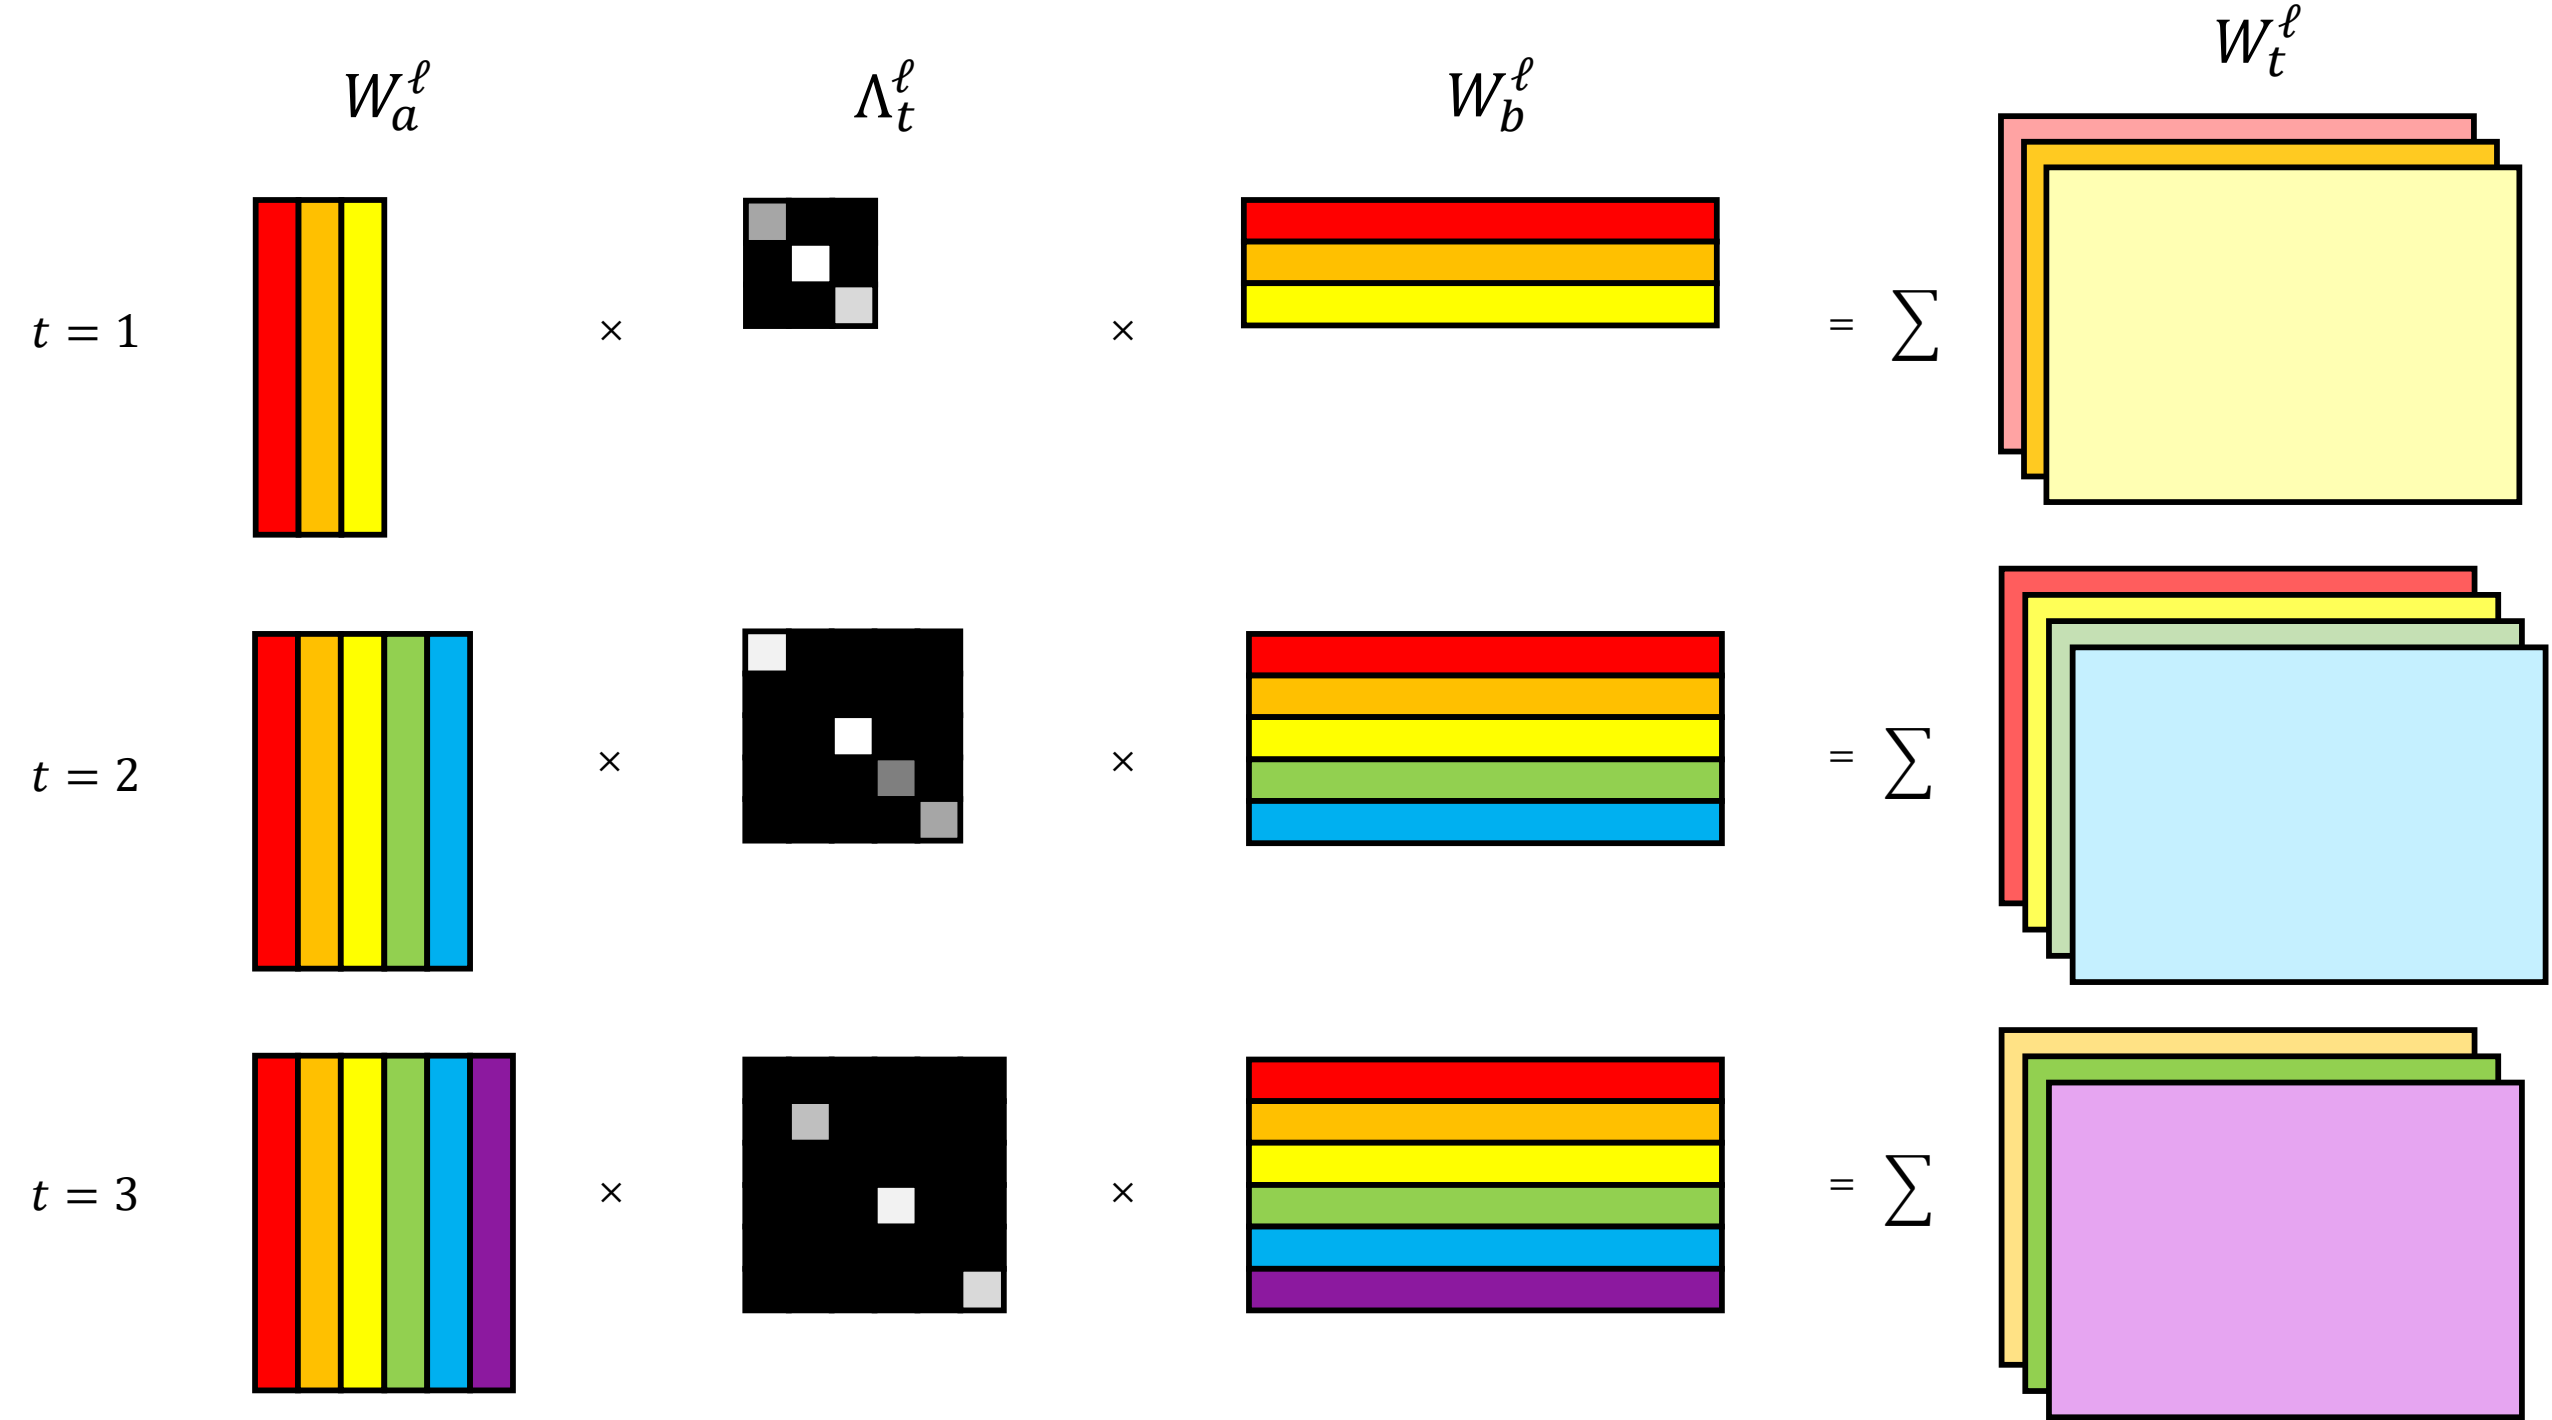 W_a^ℓ Λ_t^ℓ W_b^ℓ W_t^ℓ
t = 1 × × = ∑
t = 2 × × = ∑
t = 3 × × = ∑